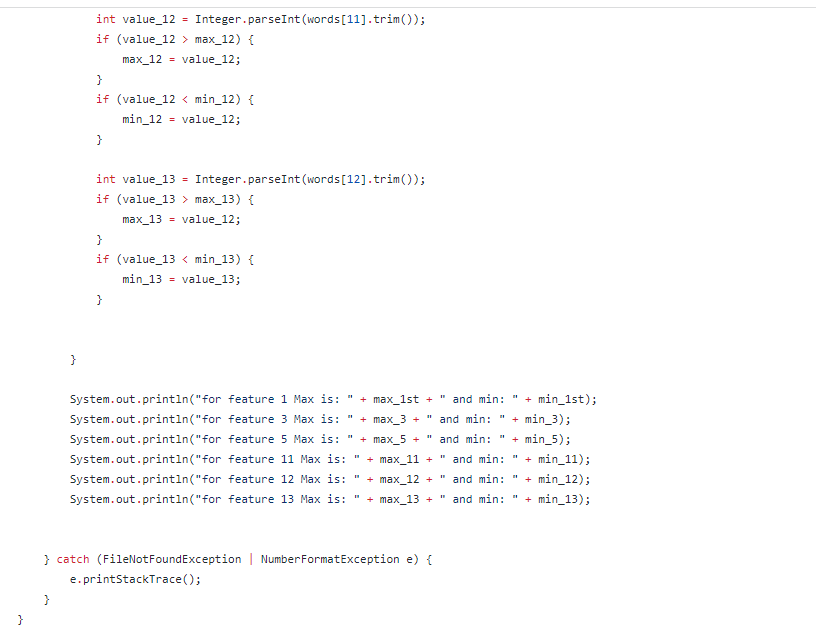 int value_12 = Integer.parseInt(words[11].trim());
if (value_12 > max_12) {
max_12 = value_12;
}
if (value_12 < min_12) {
min_12 = value_12;
}
int value_13 = Integer.parseInt(words[12].trim());
if (value_13 > max_13) {
max_13 = value_12;
}
if (value_13 < min_13) {
min_13 = value_13;
}
}
System.out.println("for feature 1 Max is: " + max_1st + " and min: " + min_1st);
System.out.println("for feature 3 Max is: " + max_3 + " and min: " + min_3);
System.out.println("for feature 5 Max is: " + max_5 + " and min: " + min_5);
System.out.println("for feature 11 Max is: " + max_11 + " and min: " + min_11);
System.out.println("for feature 12 Max is: " + max_12 + " and min: " + min_12);
System.out.println("for feature 13 Max is: " + max_13 + " and min: " + min_13);
} catch (FileNotFoundException | NumberFormatException e) {
e.printStackTrace();
}
}